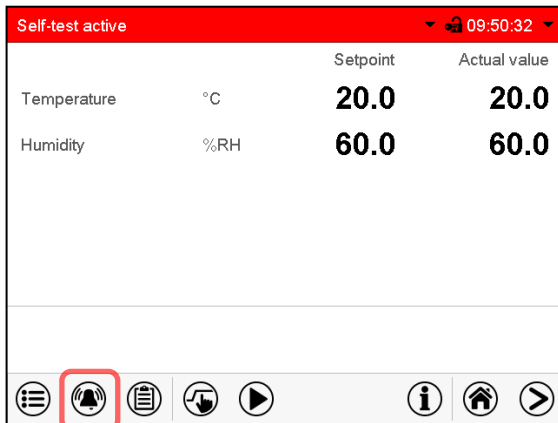 Self-test active 09:50:32
Setpoint Actual value
Temperature °C 20.0 20.0
Humidity %RH 60.0 60.0